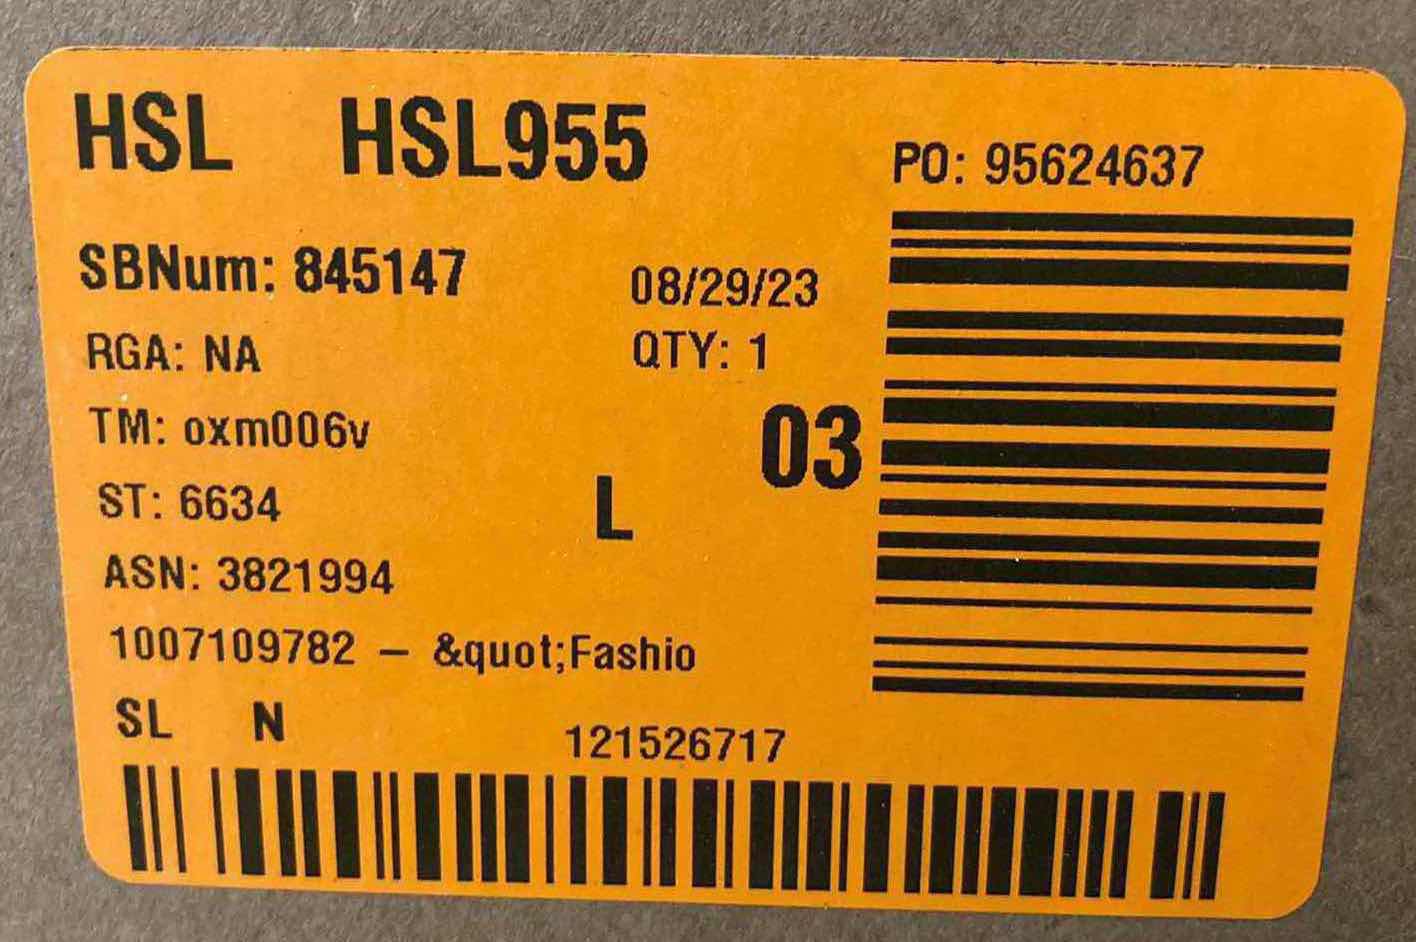 HSL HSL955
PO: 95624637
SBNum: 845147
08/29/23
RGA: NA
QTY: 1
TM: oxm006v
03
ST: 6634
L
ASN: 3821994
1007109782 – &quot;Fashio
SL N
121526717